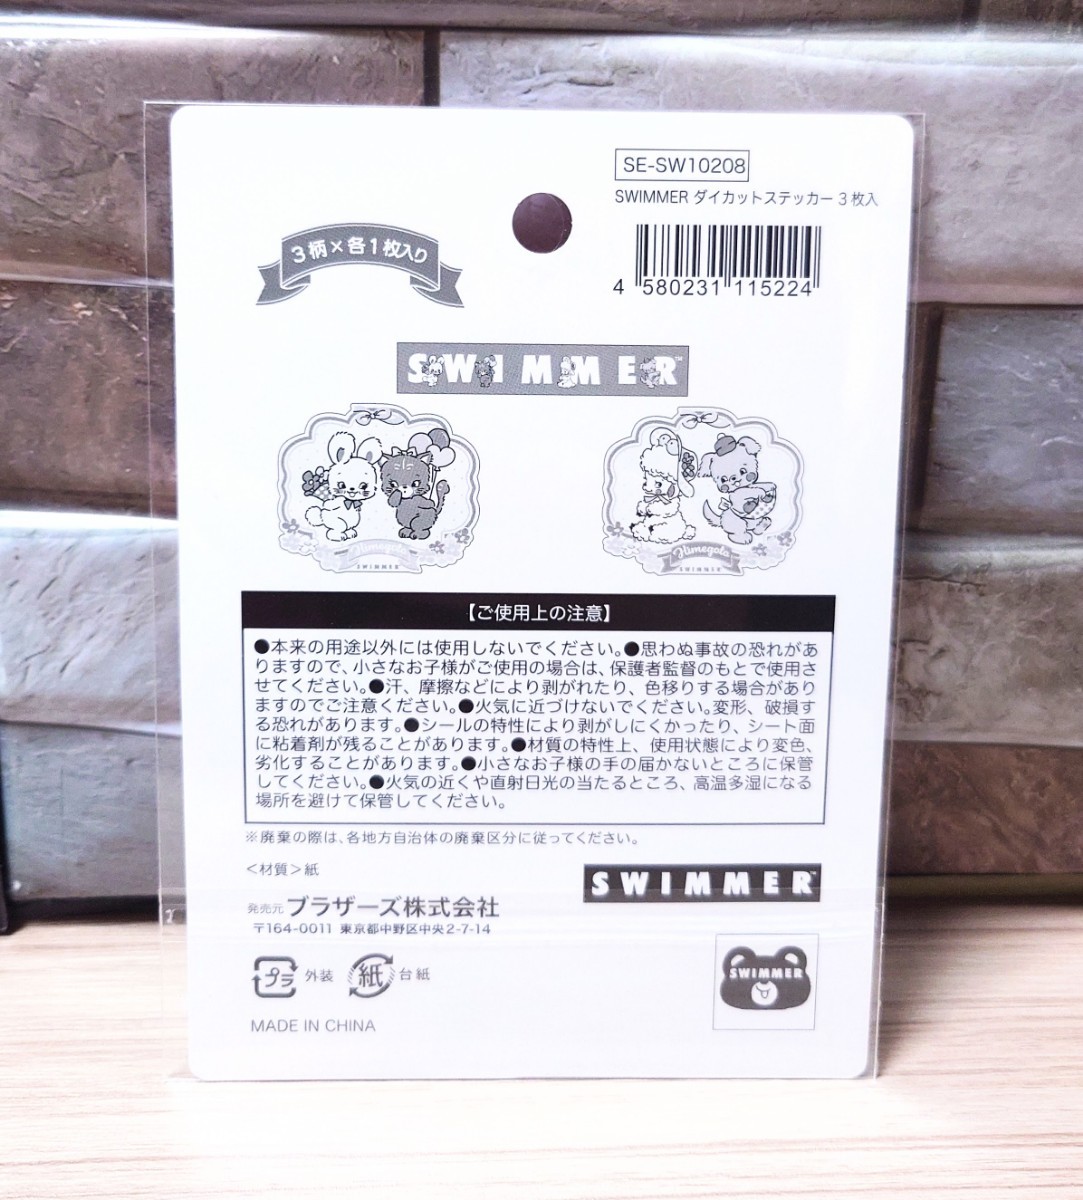 SE-SW10208
SWIMMER ダイカットステッカー 3枚入
3柄×各1枚入り
4 580231 115224
SWIMMER™
Himegota
SWIMMER
Himegota
SWIMMER
【ご使用上の注意】
●本来の用途以外には使用しないでください。●思わぬ事故の恐れがあ
りますので、小さなお子様がご使用の場合は、保護者監督のもとで使用さ
せてください。●汗、摩擦などにより剥がれたり、色移りする場合があり
ますのでご注意ください。●火気に近づけないでください。変形、破損す
る恐れがあります。●シールの特性により剥がしにくかったり、シート面
に粘着剤が残ることがあります。●材質の特性上、使用状態により変色、
劣化することがあります。●小さなお子様の手の届かないところに保管
してください。●火気の近くや直射日光の当たるところ、高温多湿になる
場所を避けて保管してください。
※廃棄の際は、各地方自治体の廃棄区分に従ってください。
<材質>紙
SWIMMER™
発売元 ブラザーズ株式会社
〒164-0011 東京都中野区中央2-7-14
プラ 外装 紙 台紙
SWIMMER
MADE IN CHINA